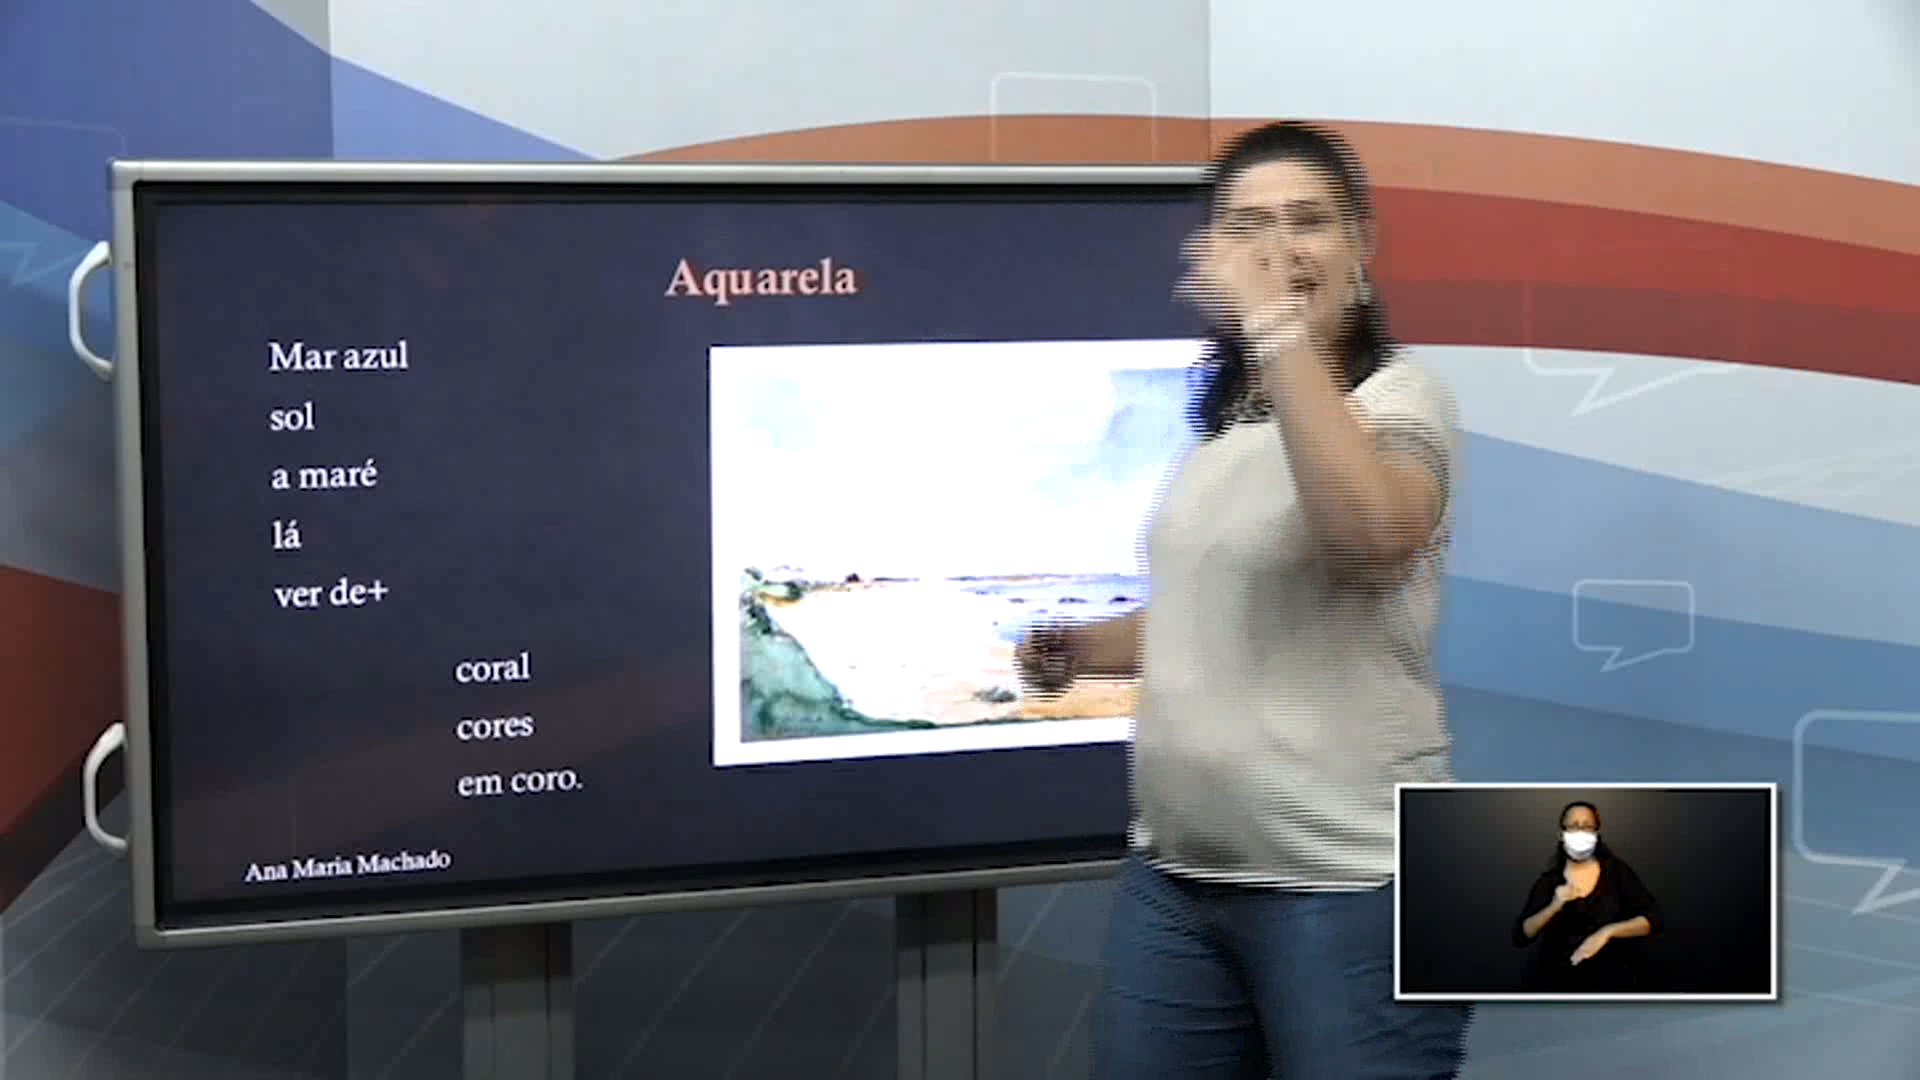 Aquarela
Mar azul
sol
a maré
lá
ver de+
coral
cores
em coro.
Ana Maria Machado